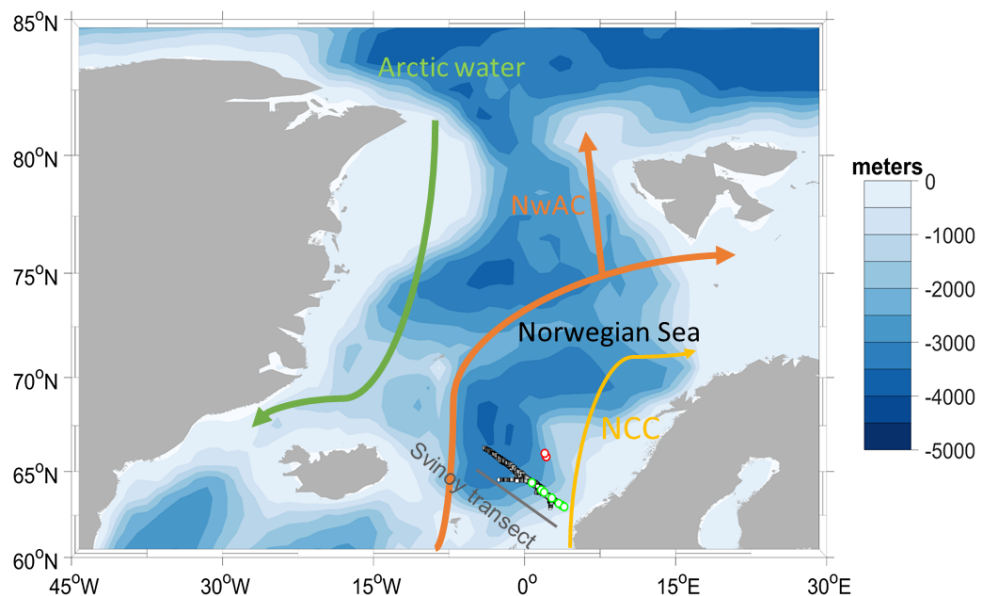 85°N
Arctic water
80°N
meters
0
NwAC
-1000
75°N
-2000
Norwegian Sea
-3000
70°N
-4000
NCC
-5000
65°N
Svinoy transect
60°N
45°W
30°W
15°W
0°
15°E
30°E